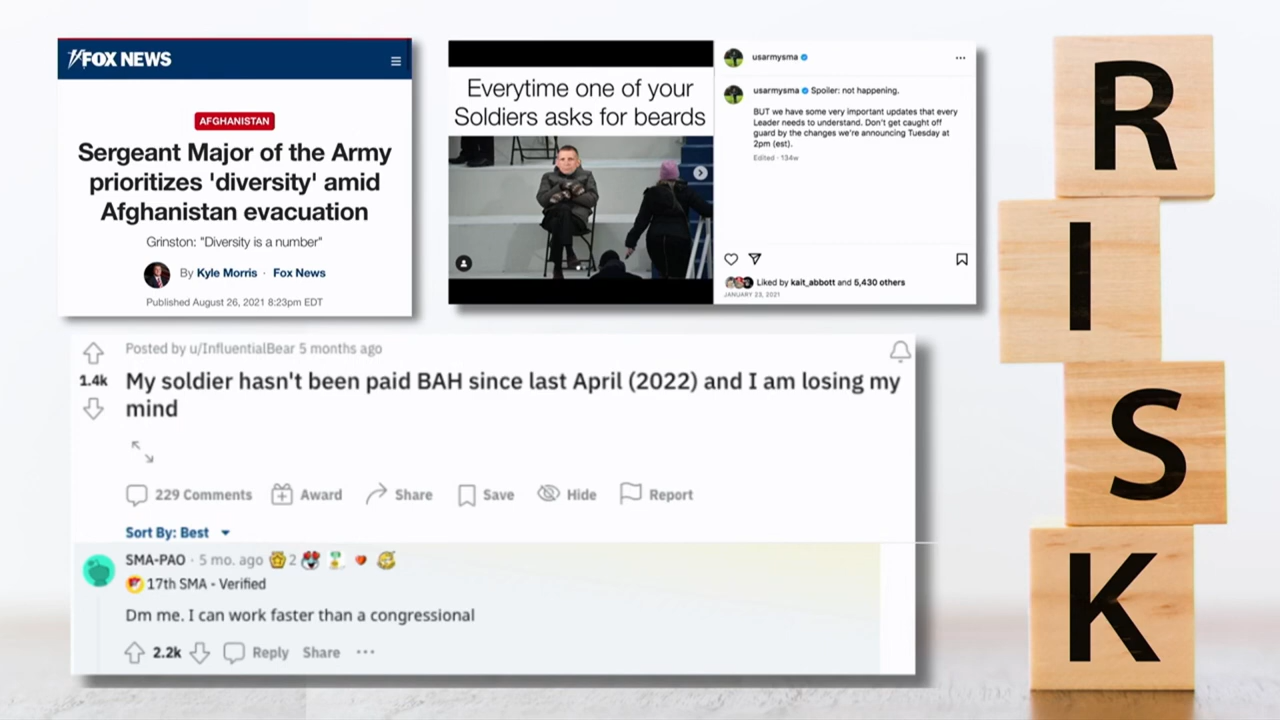 FOX NEWS
AFGHANISTAN
Sergeant Major of the Army
prioritizes 'diversity' amid
Afghanistan evacuation
Grinston: "Diversity is a number"
By Kyle Morris · Fox News
Published August 26, 2021 8:23pm EDT
Everytime one of your
Soldiers asks for beards
usarmysma
usarmysma Spoiler: not happening.
BUT we have some very important updates that every
Leader needs to understand. Don't get caught off
guard by the changes we're announcing Tuesday at
2pm (est).
Edited · 134w
Liked by kait_abbott and 5,430 others
JANUARY 23, 2021
Posted by u/InfluentialBear 5 months ago
1.4k
My soldier hasn't been paid BAH since last April (2022) and I am losing my
mind
229 Comments Award Share Save Hide Report
Sort By: Best
SMA-PAO · 5 mo. ago 2
17th SMA - Verified
Dm me. I can work faster than a congressional
2.2k Reply Share ···
R
I
S
K